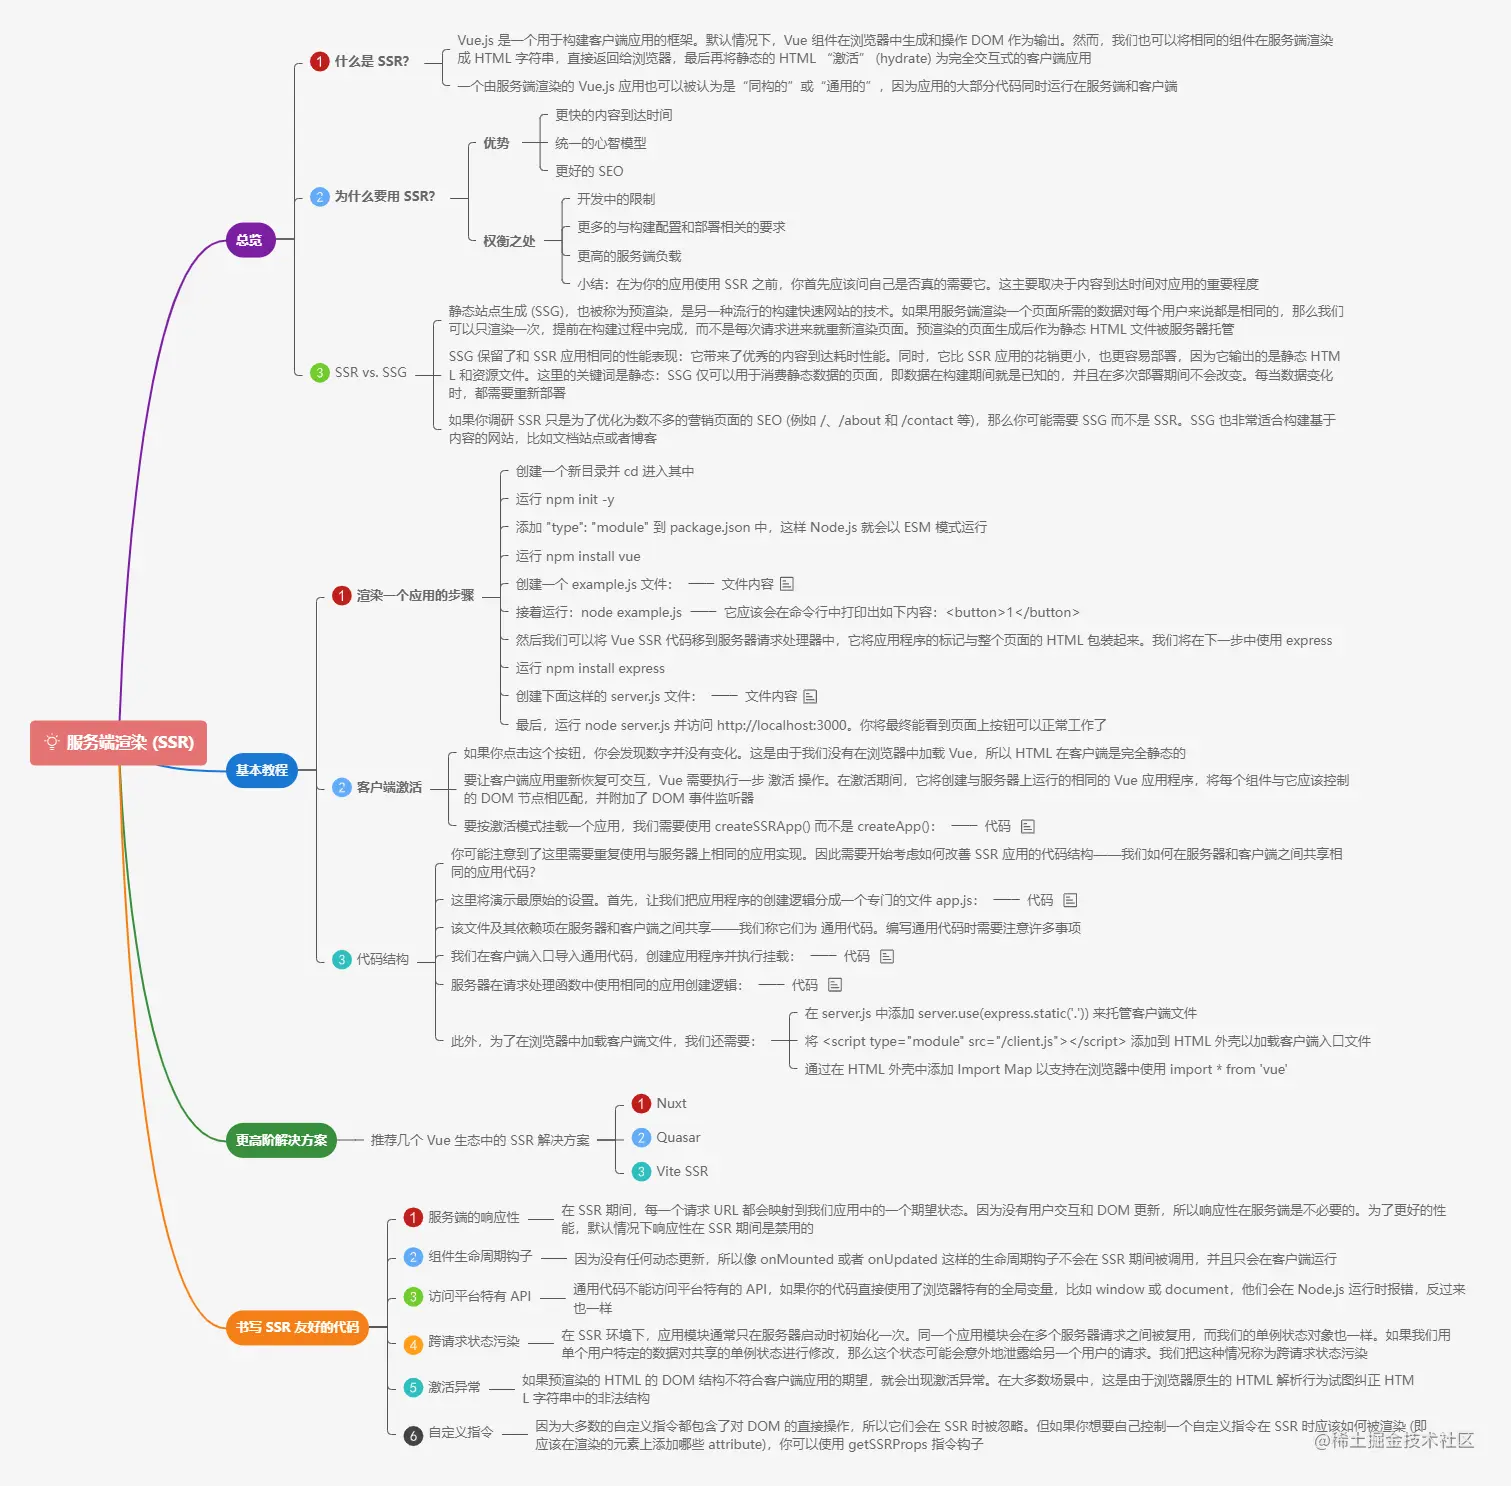 服务端渲染 (SSR)
总览
1 什么是 SSR？
Vue.js 是一个用于构建客户端应用的框架。默认情况下，Vue 组件在浏览器中生成和操作 DOM 作为输出。然而，我们也可以将相同的组件在服务端渲染
成 HTML 字符串，直接返回给浏览器，最后再将静态的 HTML “激活” (hydrate) 为完全交互式的客户端应用
一个由服务端渲染的 Vue.js 应用也可以被认为是“同构的”或“通用的”，因为应用的大部分代码同时运行在服务端和客户端
2 为什么要用 SSR？
优势
更快的内容到达时间
统一的心智模型
更好的 SEO
权衡之处
开发中的限制
更多的与构建配置和部署相关的要求
更高的服务端负载
小结：在为你的应用使用 SSR 之前，你首先应该问自己是否真的需要它。这主要取决于内容到达时间对应用的重要程度
3 SSR vs. SSG
静态站点生成 (SSG)，也被称为预渲染，是另一种流行的构建快速网站的技术。如果用服务端渲染一个页面所需的数据对每个用户来说都是相同的，那么我们
可以只渲染一次，提前在构建过程中完成，而不是每次请求进来就重新渲染页面。预渲染的页面生成后作为静态 HTML 文件被服务器托管
SSG 保留了和 SSR 应用相同的性能表现：它带来了优秀的内容到达耗时性能。同时，它比 SSR 应用的花销更小，也更容易部署，因为它输出的是静态 HTM
L 和资源文件。这里的关键词是静态：SSG 仅可以用于消费静态数据的页面，即数据在构建期间就是已知的，并且在多次部署期间不会改变。每当数据变化
时，都需要重新部署
如果你调研 SSR 只是为了优化为数不多的营销页面的 SEO (例如 /、/about 和 /contact 等)，那么你可能需要 SSG 而不是 SSR。SSG 也非常适合构建基于
内容的网站，比如文档站点或者博客
基本教程
1 渲染一个应用的步骤
创建一个新目录并 cd 进入其中
运行 npm init -y
添加 "type": "module" 到 package.json 中，这样 Node.js 就会以 ESM 模式运行
运行 npm install vue
创建一个 example.js 文件： 文件内容
接着运行：node example.js 它应该会在命令行中打印出如下内容：<button>1</button>
然后我们可以将 Vue SSR 代码移到服务器请求处理器中，它将应用程序的标记与整个页面的 HTML 包装起来。我们将在下一步中使用 express
运行 npm install express
创建下面这样的 server.js 文件： 文件内容
最后，运行 node server.js 并访问 http://localhost:3000。你将最终能看到页面上按钮可以正常工作了
2 客户端激活
如果你点击这个按钮，你会发现数字并没有变化。这是由于我们没有在浏览器中加载 Vue，所以 HTML 在客户端是完全静态的
要让客户端应用重新恢复可交互，Vue 需要执行一步 激活 操作。在激活期间，它将创建与服务器上运行的相同的 Vue 应用程序，将每个组件与它应该控制
的 DOM 节点相匹配，并附加了 DOM 事件监听器
要按激活模式挂载一个应用，我们需要使用 createSSRApp() 而不是 createApp()： 代码
3 代码结构
你可能注意到了这里需要重复使用与服务器上相同的应用实现。因此需要开始考虑如何改善 SSR 应用的代码结构——我们如何在服务器和客户端之间共享相
同的应用代码？
这里将演示最原始的设置。首先，让我们把应用程序的创建逻辑分成一个专门的文件 app.js： 代码
该文件及其依赖项在服务器和客户端之间共享——我们称它们为 通用代码。编写通用代码时需要注意许多事项
我们在客户端入口导入通用代码，创建应用程序并执行挂载： 代码
服务器在请求处理函数中使用相同的应用创建逻辑： 代码
此外，为了在浏览器中加载客户端文件，我们还需要：
在 server.js 中添加 server.use(express.static('.')) 来托管客户端文件
将 <script type="module" src="/client.js"></script> 添加到 HTML 外壳以加载客户端入口文件
通过在 HTML 外壳中添加 Import Map 以支持在浏览器中使用 import * from 'vue'
更高阶解决方案
推荐几个 Vue 生态中的 SSR 解决方案
1 Nuxt
2 Quasar
3 Vite SSR
书写 SSR 友好的代码
1 服务端的响应性
在 SSR 期间，每一个请求 URL 都会映射到我们应用中的一个期望状态。因为没有用户交互和 DOM 更新，所以响应性在服务端是不必要的。为了更好的性
能，默认情况下响应性在 SSR 期间是禁用的
2 组件生命周期钩子
因为没有任何动态更新，所以像 onMounted 或者 onUpdated 这样的生命周期钩子不会在 SSR 期间被调用，并且只会在客户端运行
3 访问平台特有 API
通用代码不能访问平台特有的 API，如果你的代码直接使用了浏览器特有的全局变量，比如 window 或 document，他们会在 Node.js 运行时报错，反过来
也一样
4 跨请求状态污染
在 SSR 环境下，应用模块通常只在服务器启动时初始化一次。同一个应用模块会在多个服务器请求之间被复用，而我们的单例状态对象也一样。如果我们用
单个用户特定的数据对共享的单例状态进行修改，那么这个状态可能会意外地泄露给另一个用户的请求。我们把这种情况称为跨请求状态污染
5 激活异常
如果预渲染的 HTML 的 DOM 结构不符合客户端应用的期望，就会出现激活异常。在大多数场景中，这是由于浏览器原生的 HTML 解析行为试图纠正 HTM
L 字符串中的非法结构
6 自定义指令
因为大多数的自定义指令都包含了对 DOM 的直接操作，所以它们会在 SSR 时被忽略。但如果你想要自己控制一个自定义指令在 SSR 时应该如何被渲染 (即
应该在渲染的元素上添加哪些 attribute)，你可以使用 getSSRProps 指令钩子
@稀土掘金技术社区